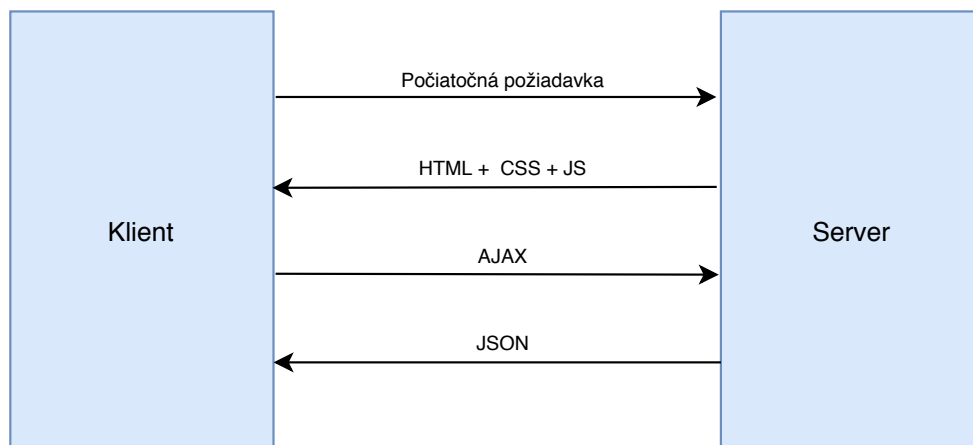 Počiatočná požiadavka
HTML + CSS + JS
Klient
Server
AJAX
JSON